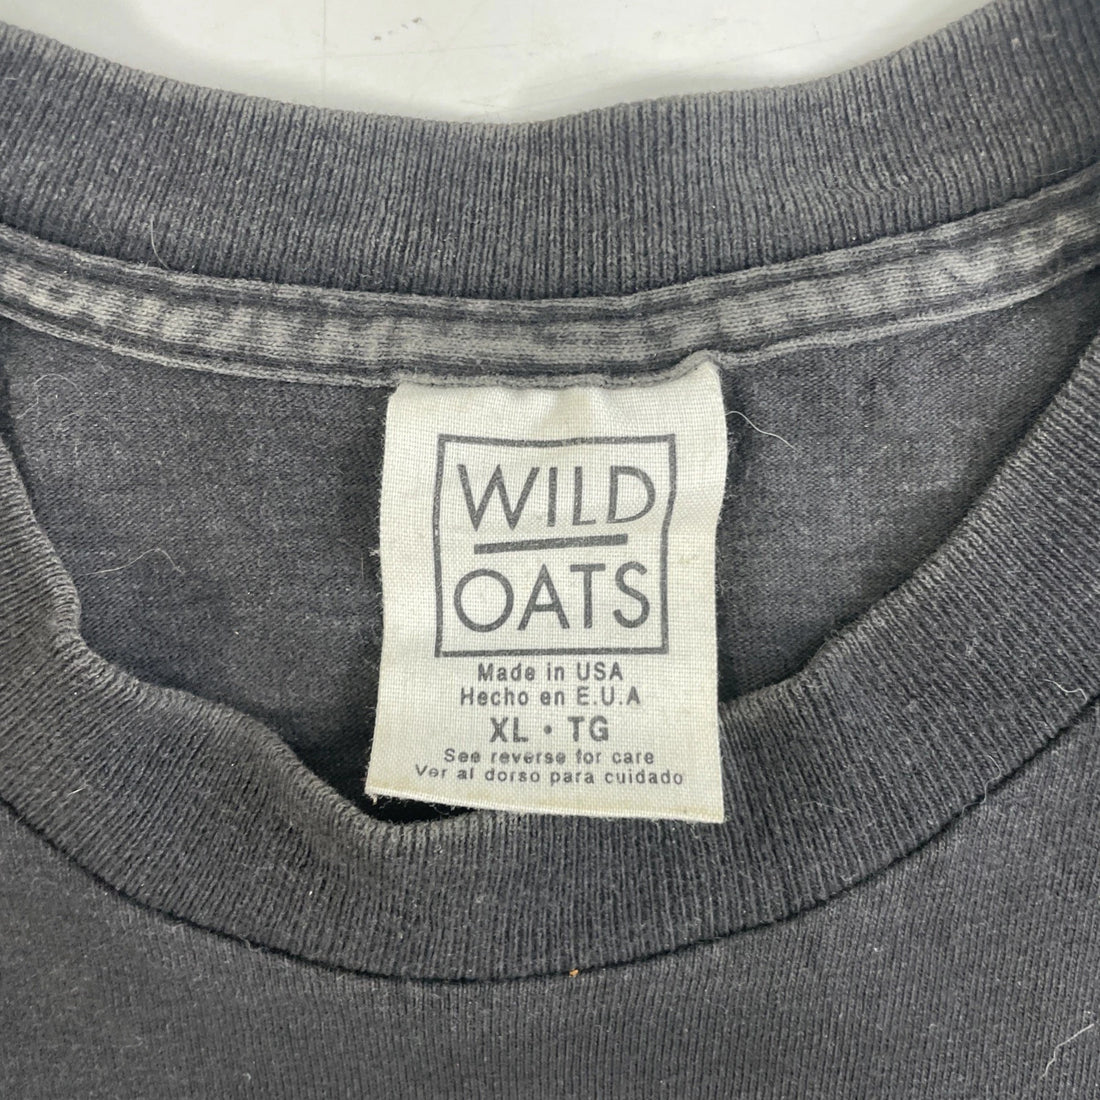 WILD
OATS
Made in USA
Hecho en E.U.A
XL • TG
See reverse for care
Ver al dorso para cuidado